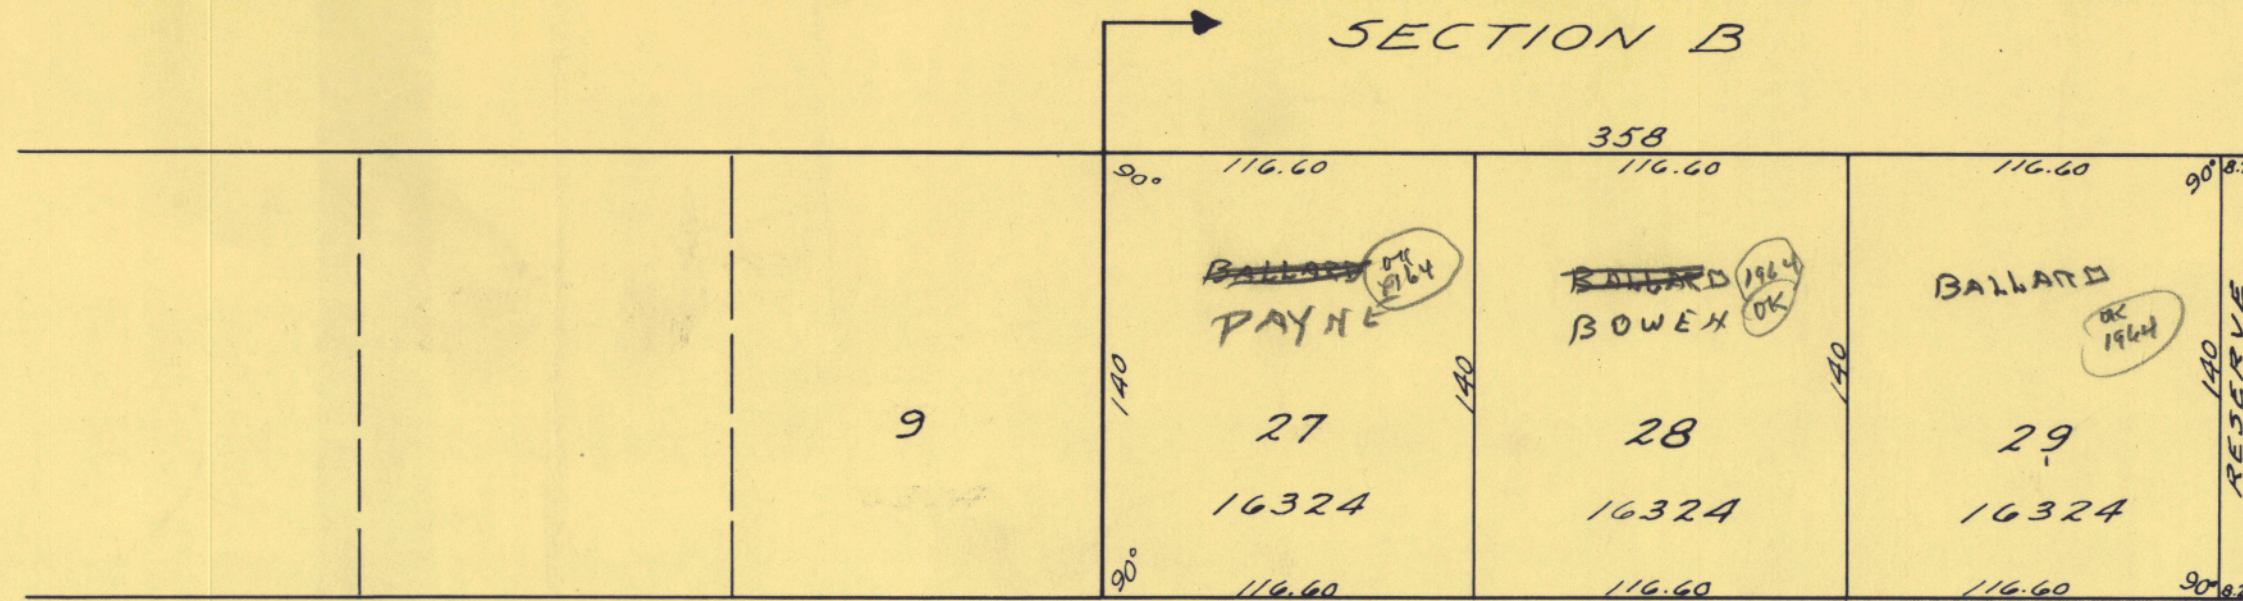 SECTION B
358
90° 116.60 116.60 116.60 90°
BALLARD OK 1964
PAYNE
BALLARD 1964
BOWEN OK
BALLARD
OK
1964
140 140 140 140
RESERVE
9 27 28 29
16324 16324 16324
90° 116.60 116.60 116.60 90°